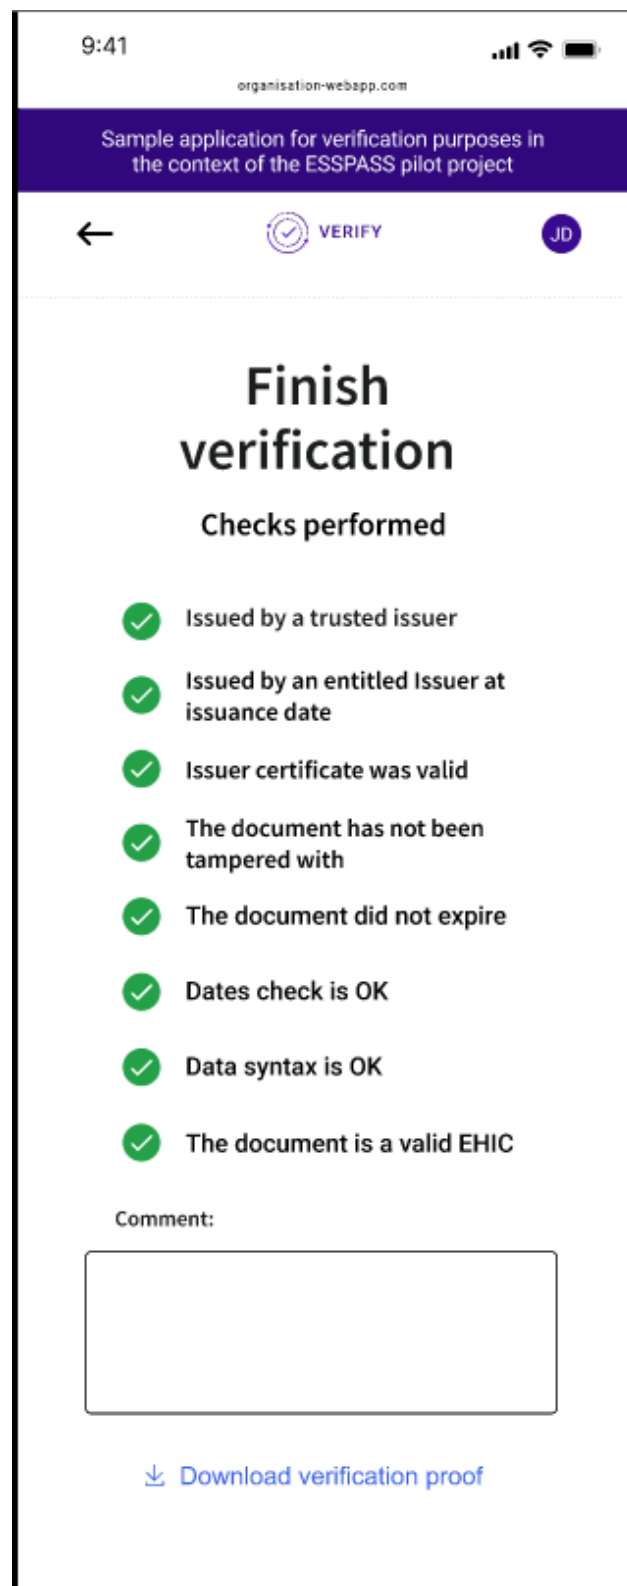 9:41
organisation-webapp.com
Sample application for verification purposes in
the context of the ESSPASS pilot project
VERIFY
JD
Finish
verification
Checks performed
Issued by a trusted issuer
Issued by an entitled Issuer at
issuance date
Issuer certificate was valid
The document has not been
tampered with
The document did not expire
Dates check is OK
Data syntax is OK
The document is a valid EHIC
Comment:
Download verification proof